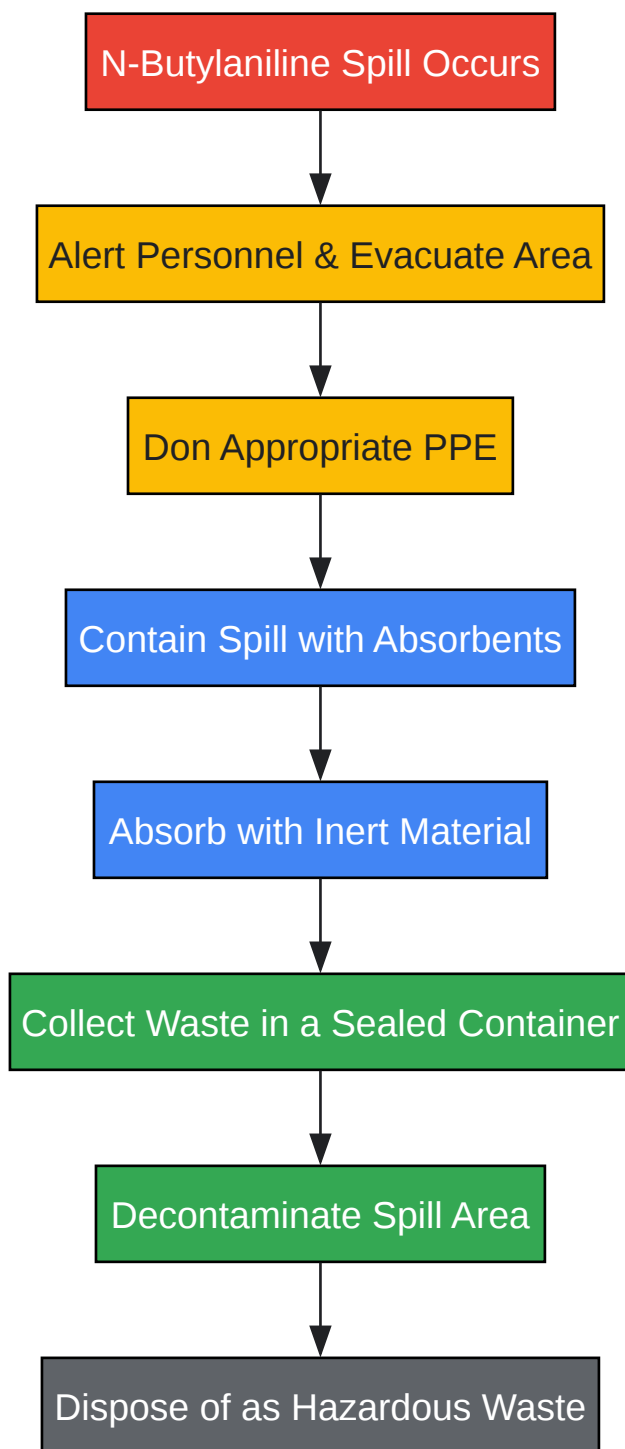 N-Butylaniline Spill Occurs
Alert Personnel & Evacuate Area
Don Appropriate PPE
Contain Spill with Absorbents
Absorb with Inert Material
Collect Waste in a Sealed Container
Decontaminate Spill Area
Dispose of as Hazardous Waste